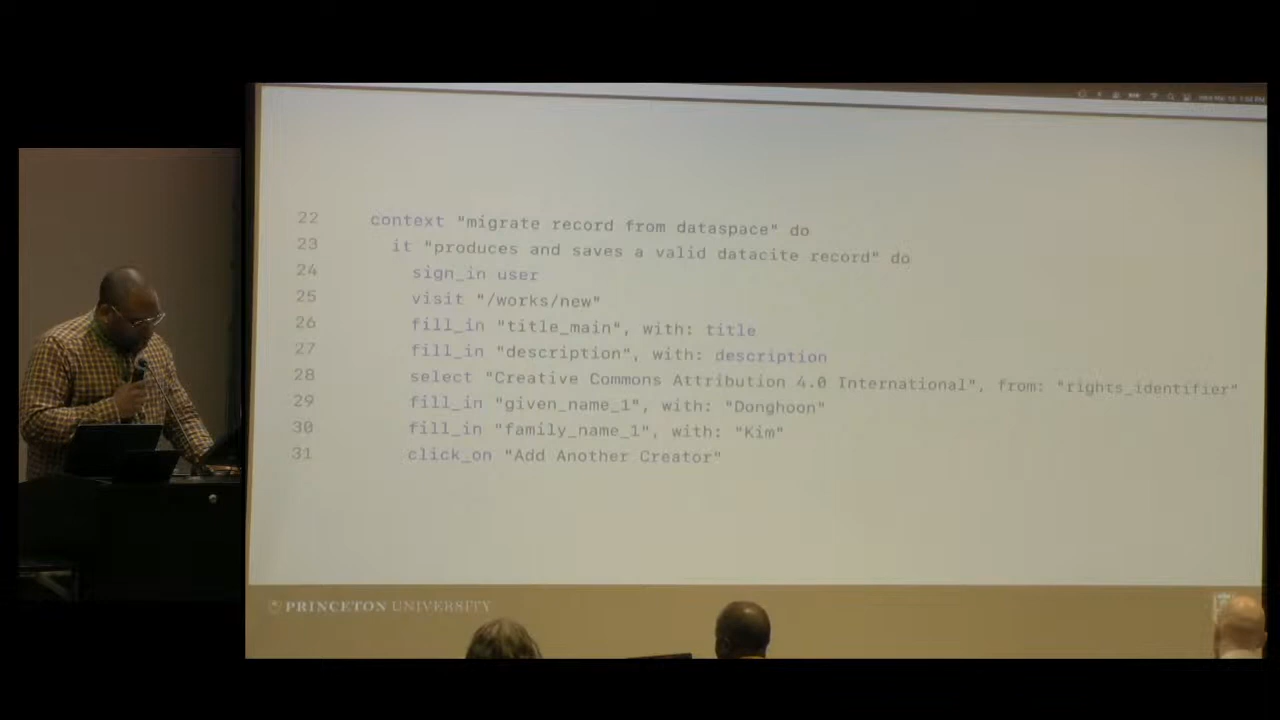 22 context "migrate record from dataspace" do
23 it "produces and saves a valid datacite record" do
24 sign_in user
25 visit "/works/new"
26 fill_in "title_main", with: title
27 fill_in "description", with: description
28 select "Creative Commons Attribution 4.0 International", from: "rights_identifier"
29 fill_in "given_name_1", with: "Donghoon"
30 fill_in "family_name_1", with: "Kim"
31 click_on "Add Another Creator"
PRINCETON UNIVERSITY